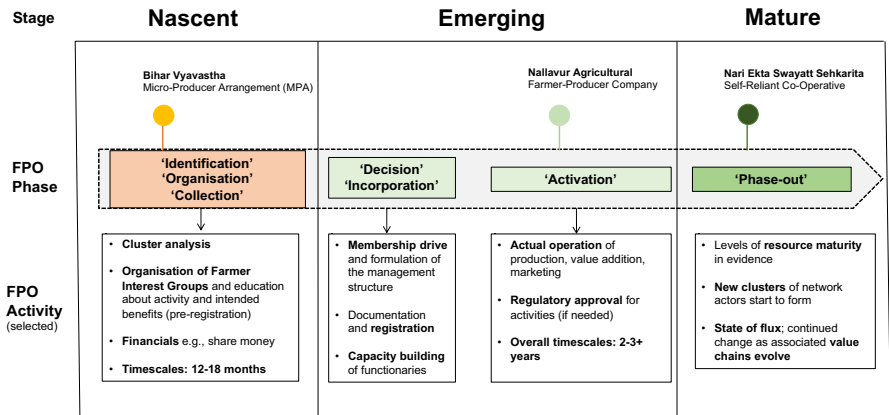 Stage
Nascent
Emerging
Mature
Bihar Vyavastha
Micro-Producer Arrangement (MPA)
Nallavur Agricultural
Farmer-Producer Company
Nari Ekta Swayatt Sehkarita
Self-Reliant Co-Operative
FPO
Phase
‘Identification’
‘Organisation’
‘Collection’
‘Decision’
‘Incorporation’
‘Activation’
‘Phase-out’
FPO
Activity
(selected)
• Cluster analysis
• Organisation of Farmer
Interest Groups and education
about activity and intended
benefits (pre-registration)
• Financials e.g., share money
• Timescales: 12-18 months
• Membership drive
and formulation of
the management
structure
• Documentation
and registration
• Capacity building
of functionaries
• Actual operation of
production, value addition,
marketing
• Regulatory approval for
activities (if needed)
• Overall timescales: 2-3+
years
• Levels of resource maturity
in evidence
• New clusters of network
actors start to form
• State of flux; continued
change as associated value
chains evolve